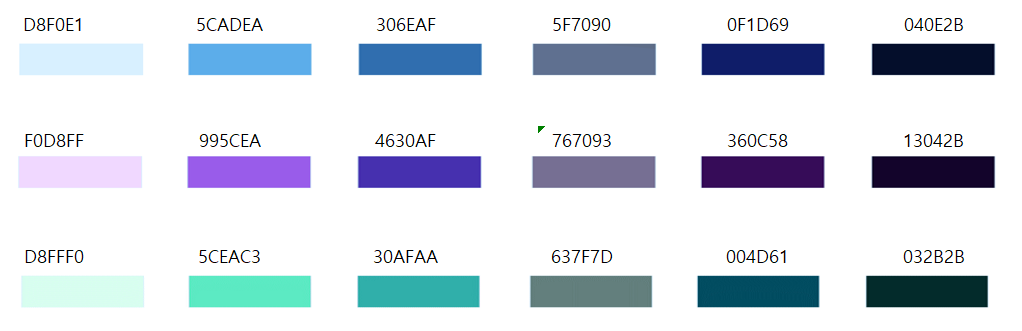 D8F0E1 5CADEA 306EAF 5F7090 0F1D69 040E2B
F0D8FF 995CEA 4630AF 767093 360C58 13042B
D8FFF0 5CEAC3 30AFAA 637F7D 004D61 032B2B